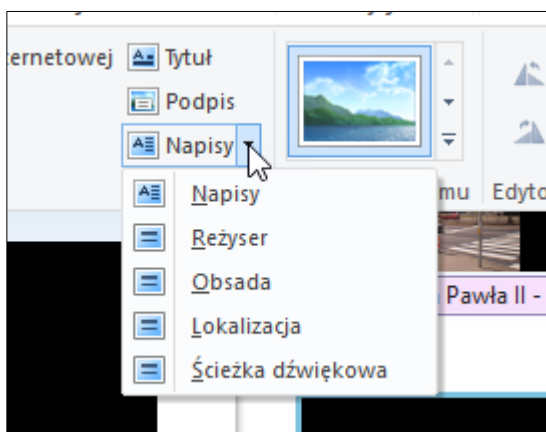 ernetowej
Tytuł
Podpis
Napisy
mu
Edyto
Napisy
Reżyser
Obsada
Lokalizacja
Ścieżka dźwiękowa
Pawła II -